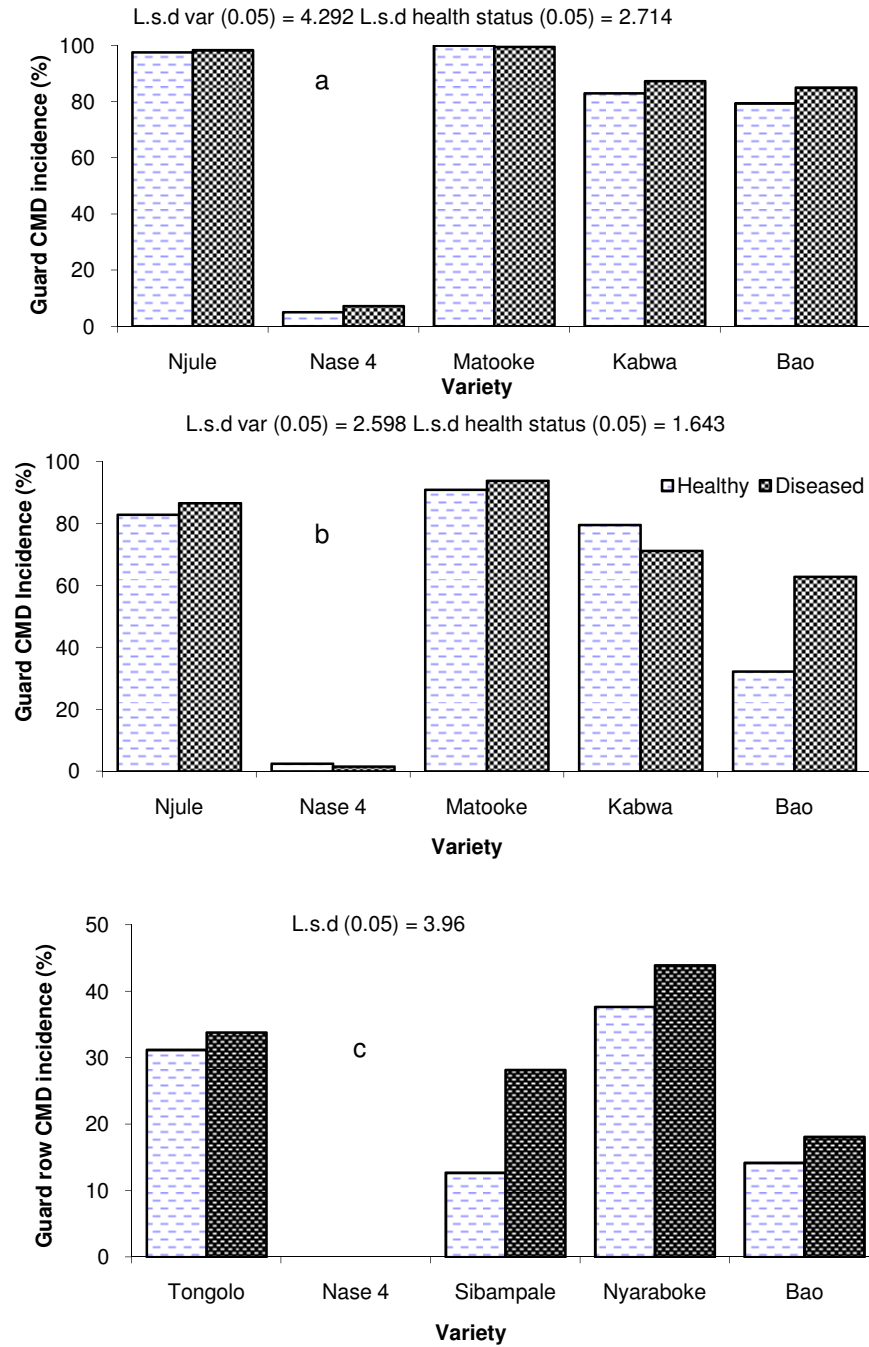 L.s.d var (0.05) = 4.292 L.s.d health status (0.05) = 2.714
Guard CMD incidence (%)
100
80
60
40
20
0
a
Njule Nase 4 Matooke Kabwa Bao
Variety
L.s.d var (0.05) = 2.598 L.s.d health status (0.05) = 1.643
Guard CMD Incidence (%)
100
80
60
40
20
0
b
Healthy Diseased
Njule Nase 4 Matooke Kabwa Bao
Variety
L.s.d (0.05) = 3.96
Guard row CMD incidence (%)
50
40
30
20
10
0
c
Tongolo Nase 4 Sibampale Nyaraboke Bao
Variety